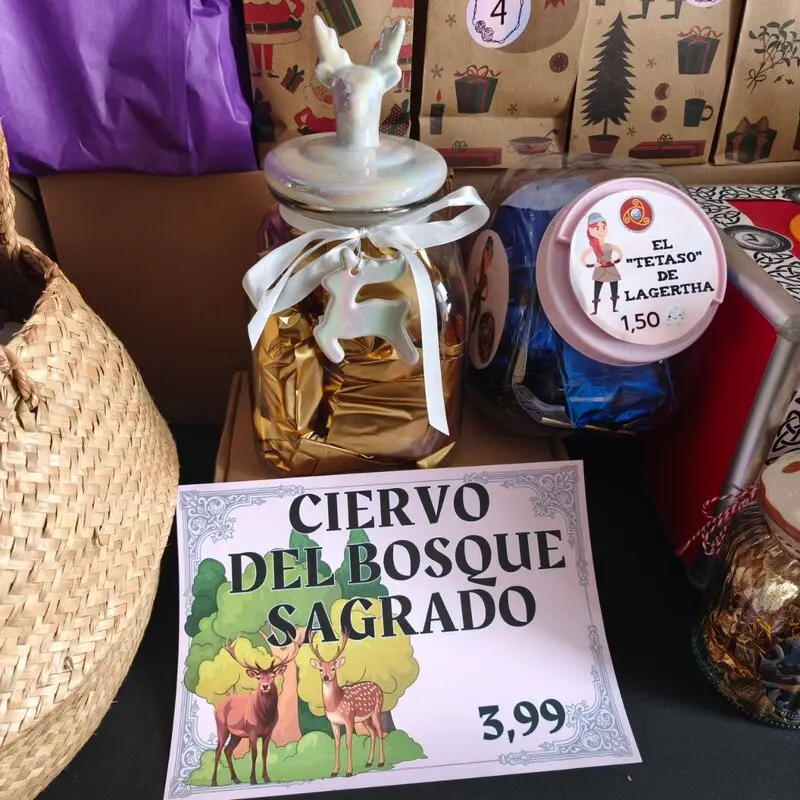 4
EL
"TETASO"
DE
LAGERTHA
1,50
CIERVO
DEL BOSQUE
SAGRADO
3,99